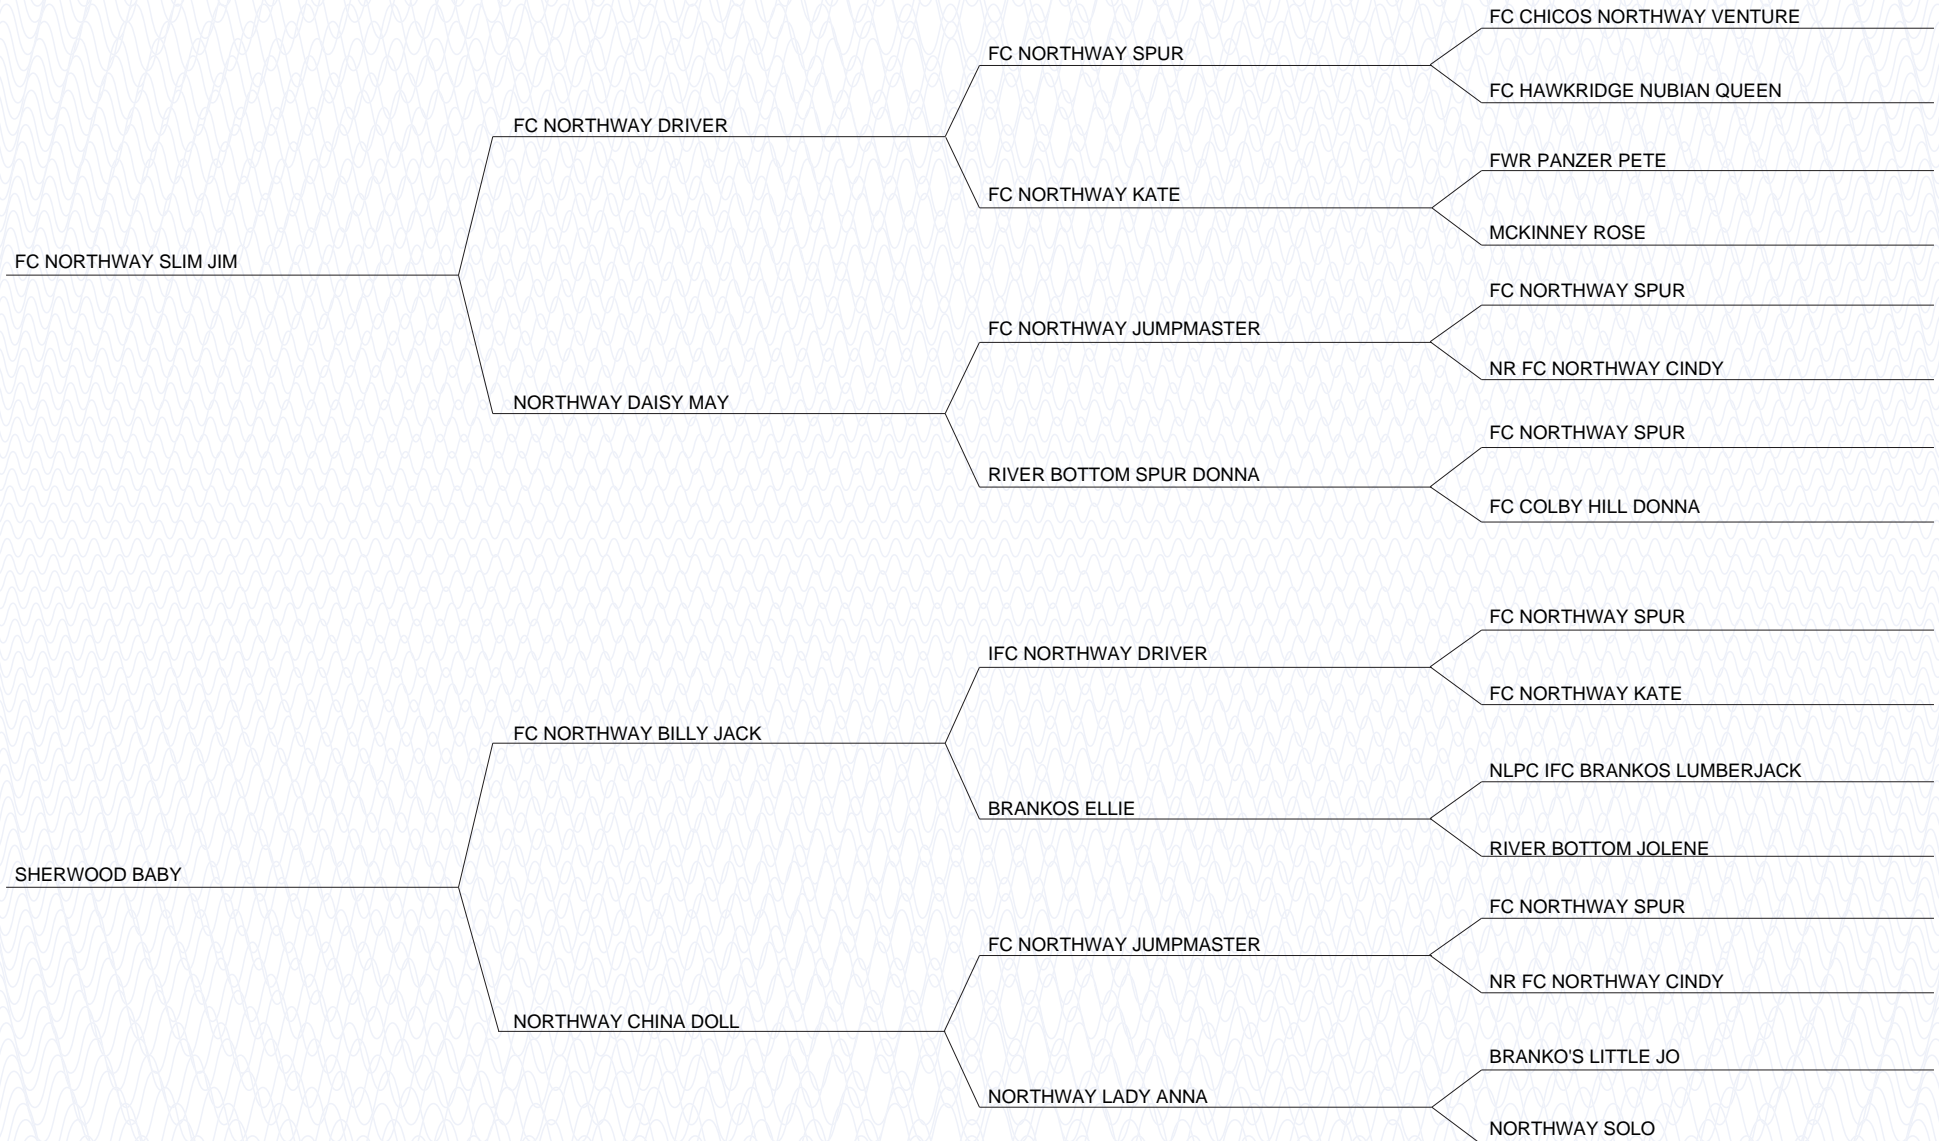 FC CHICOS NORTHWAY VENTURE
FC NORTHWAY SPUR
FC HAWKRIDGE NUBIAN QUEEN
FC NORTHWAY DRIVER
FWR PANZER PETE
FC NORTHWAY KATE
MCKINNEY ROSE
FC NORTHWAY SLIM JIM
FC NORTHWAY SPUR
FC NORTHWAY JUMPMASTER
NR FC NORTHWAY CINDY
NORTHWAY DAISY MAY
FC NORTHWAY SPUR
RIVER BOTTOM SPUR DONNA
FC COLBY HILL DONNA
FC NORTHWAY SPUR
IFC NORTHWAY DRIVER
FC NORTHWAY KATE
FC NORTHWAY BILLY JACK
NLPC IFC BRANKOS LUMBERJACK
BRANKOS ELLIE
RIVER BOTTOM JOLENE
SHERWOOD BABY
FC NORTHWAY SPUR
FC NORTHWAY JUMPMASTER
NR FC NORTHWAY CINDY
NORTHWAY CHINA DOLL
BRANKO'S LITTLE JO
NORTHWAY LADY ANNA
NORTHWAY SOLO